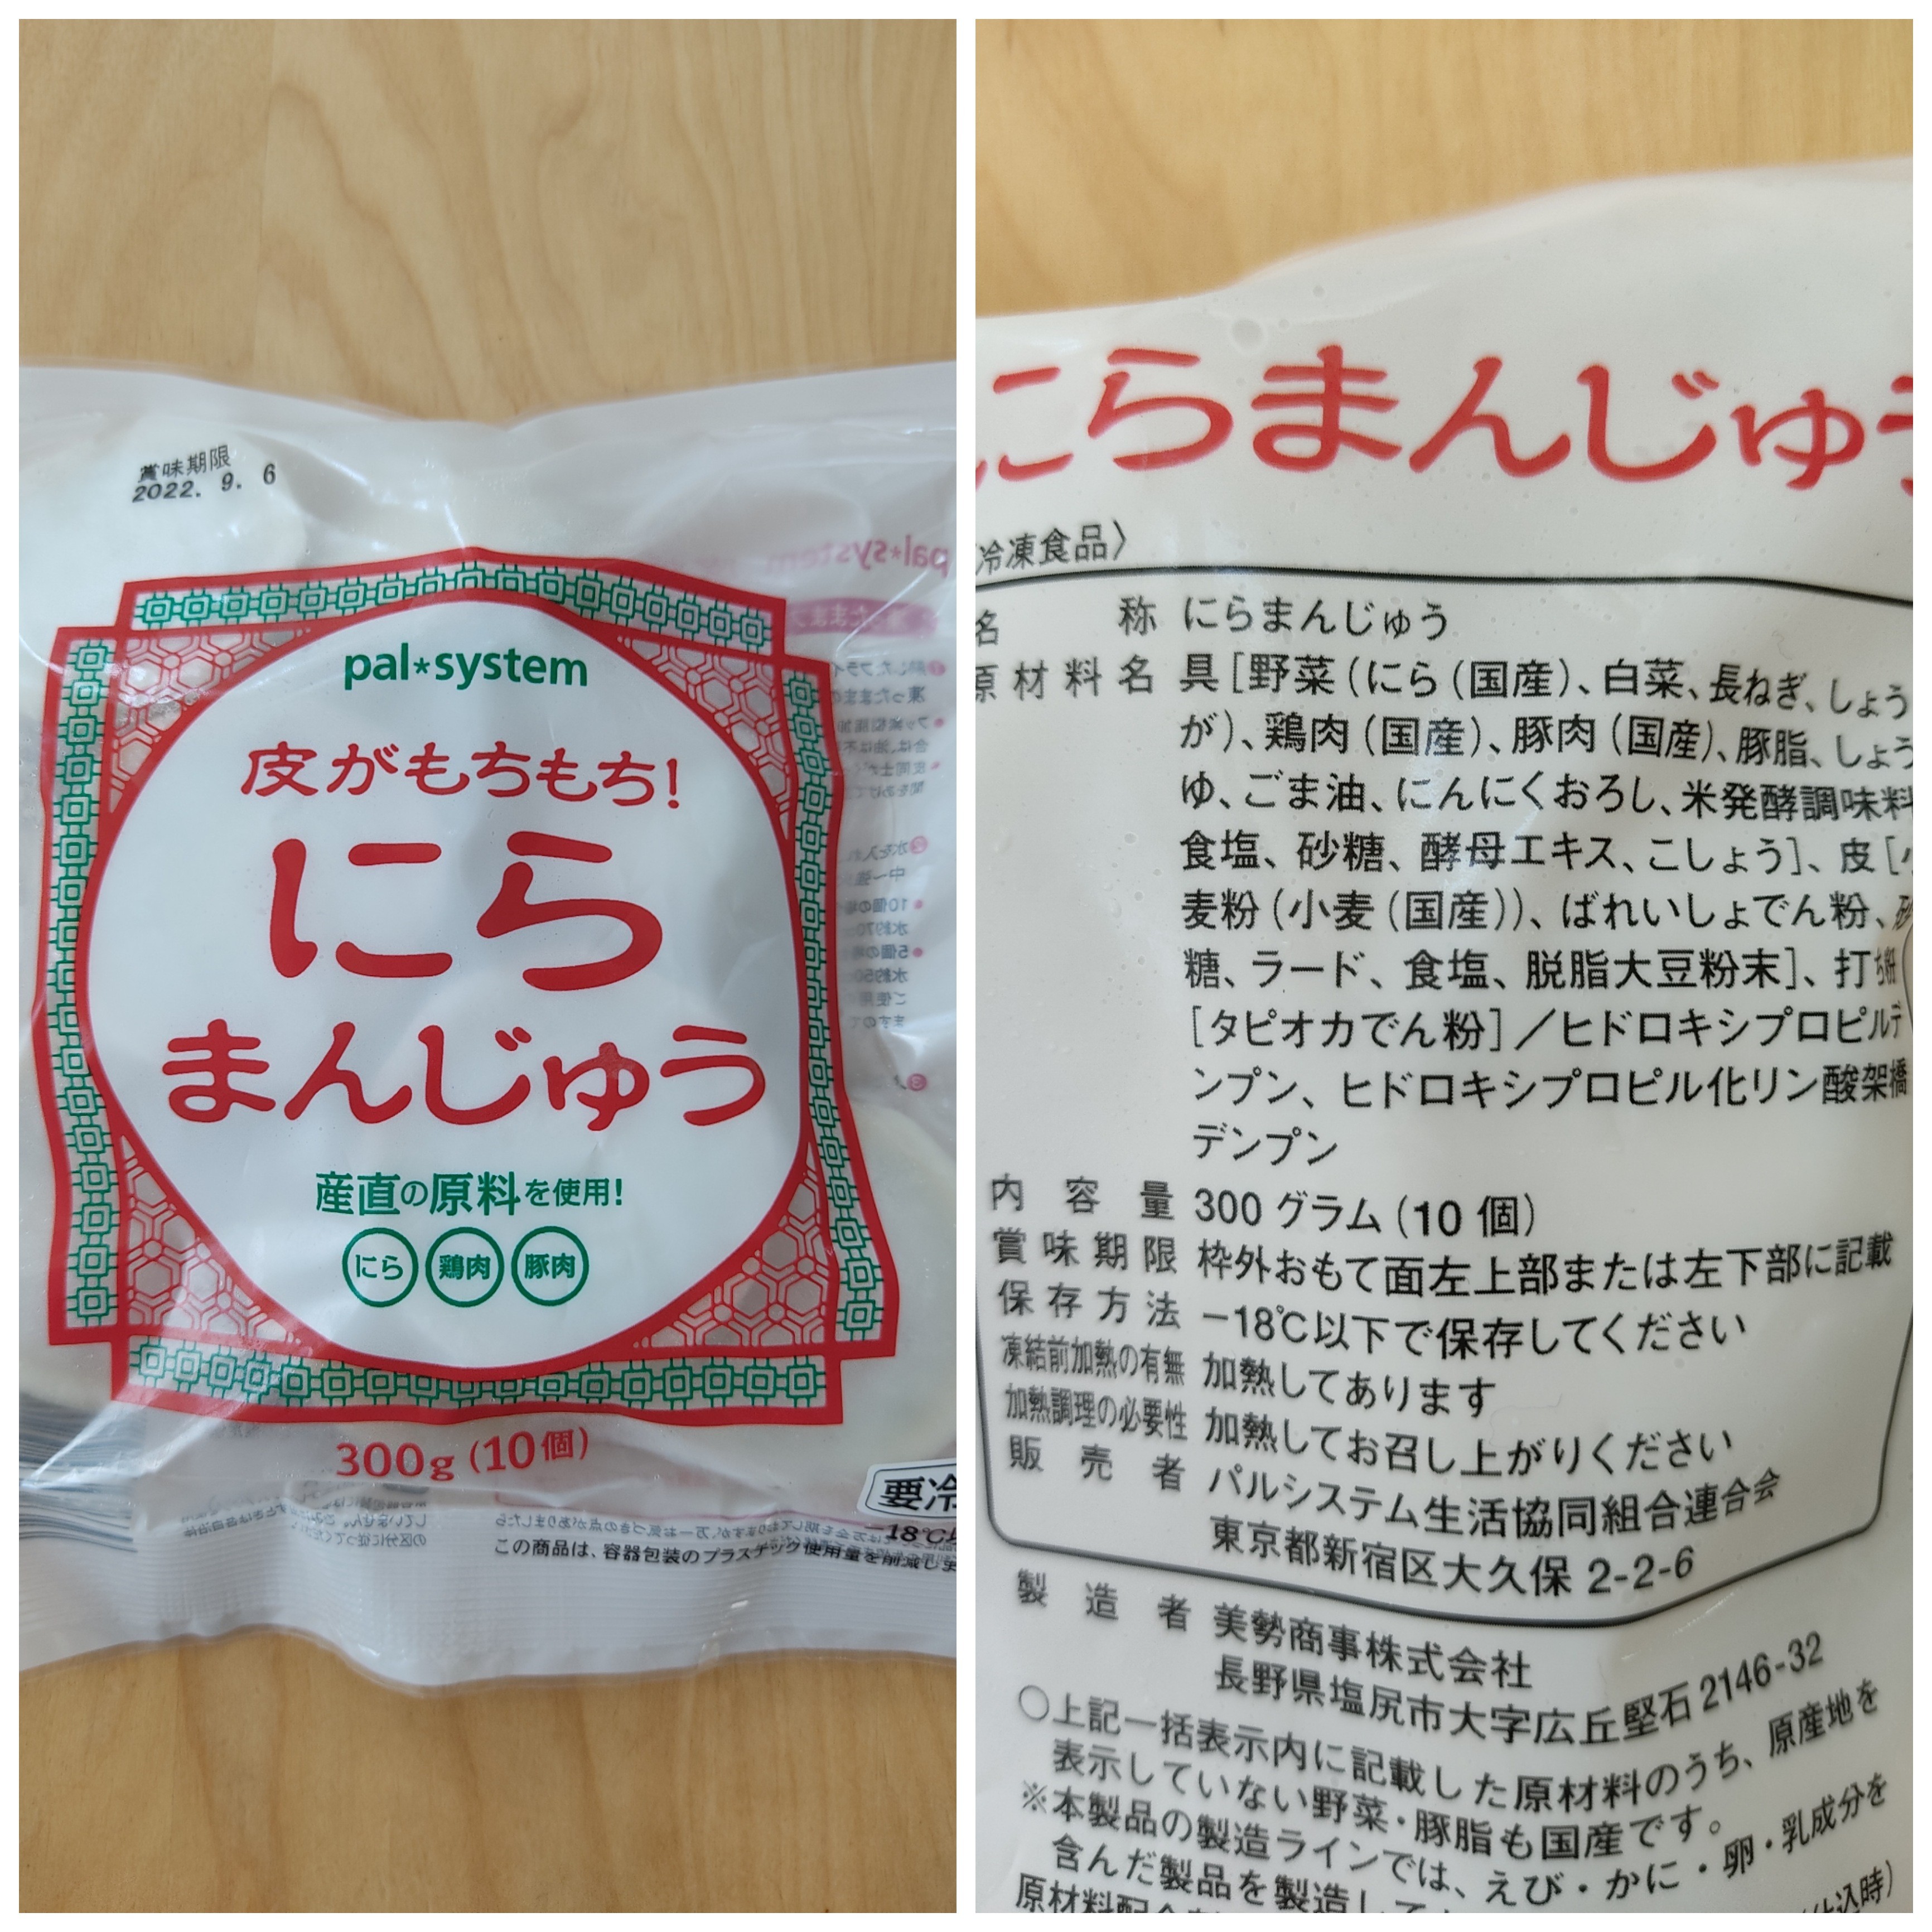 賞味期限
2022. 9. 6
pal*system
皮がもちもち!
にら
まんじゅう
産直の原料を使用!
にら 鶏肉 豚肉
300g (10個)
要冷
-18℃
この商品は、容器包装のプラスチック使用量を削減しま
にらまんじゅう
冷凍食品〉
名 称 にらまんじゅう
原材料名 具[野菜(にら(国産)、白菜、長ねぎ、しょう
が)、鶏肉(国産)、豚肉(国産)、豚脂、しょう
ゆ、ごま油、にんにくおろし、米発酵調味料
食塩、砂糖、酵母エキス、こしょう]、皮[小
麦粉(小麦(国産))、ばれいしょでん粉、砂
糖、ラード、食塩、脱脂大豆粉末]、打ち粉
[タピオカでん粉]/ヒドロキシプロピルデ
ンプン、ヒドロキシプロピル化リン酸架橋
デンプン
内容量 300グラム(10個)
賞味期限 枠外おもて面左上部または左下部に記載
保存方法 -18℃以下で保存してください
凍結前加熱の有無 加熱してあります
加熱調理の必要性 加熱してお召し上がりください
販売者 パルシステム生活協同組合連合会
東京都新宿区大久保2-2-6
製造者 美勢商事株式会社
長野県塩尻市大字広丘堅石2146-32
○上記一括表示内に記載した原材料のうち、原産地を
表示していない野菜・豚脂も国産です。
※本製品の製造ラインでは、えび・かに・卵・乳成分を
含んだ製品を製造して
原材料配 込時)